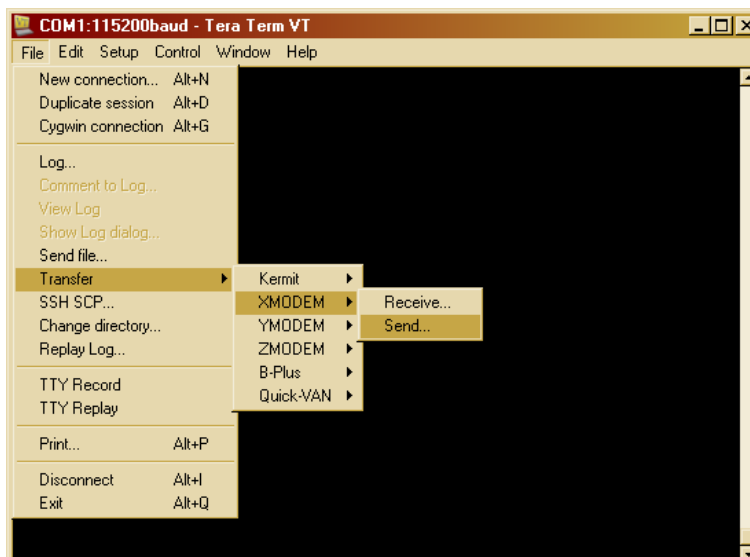 COM1:115200baud - Tera Term VT
File Edit Setup Control Window Help
New connection... Alt+N
Duplicate session Alt+D
Cygwin connection Alt+G
Log...
Comment to Log...
View Log
Show Log dialog...
Send file...
Transfer
SSH SCP...
Change directory...
Replay Log...
TTY Record
TTY Replay
Print... Alt+P
Disconnect Alt+I
Exit Alt+Q
Kermit
XMODEM
YMODEM
ZMODEM
B-Plus
Quick-VAN
Receive...
Send...